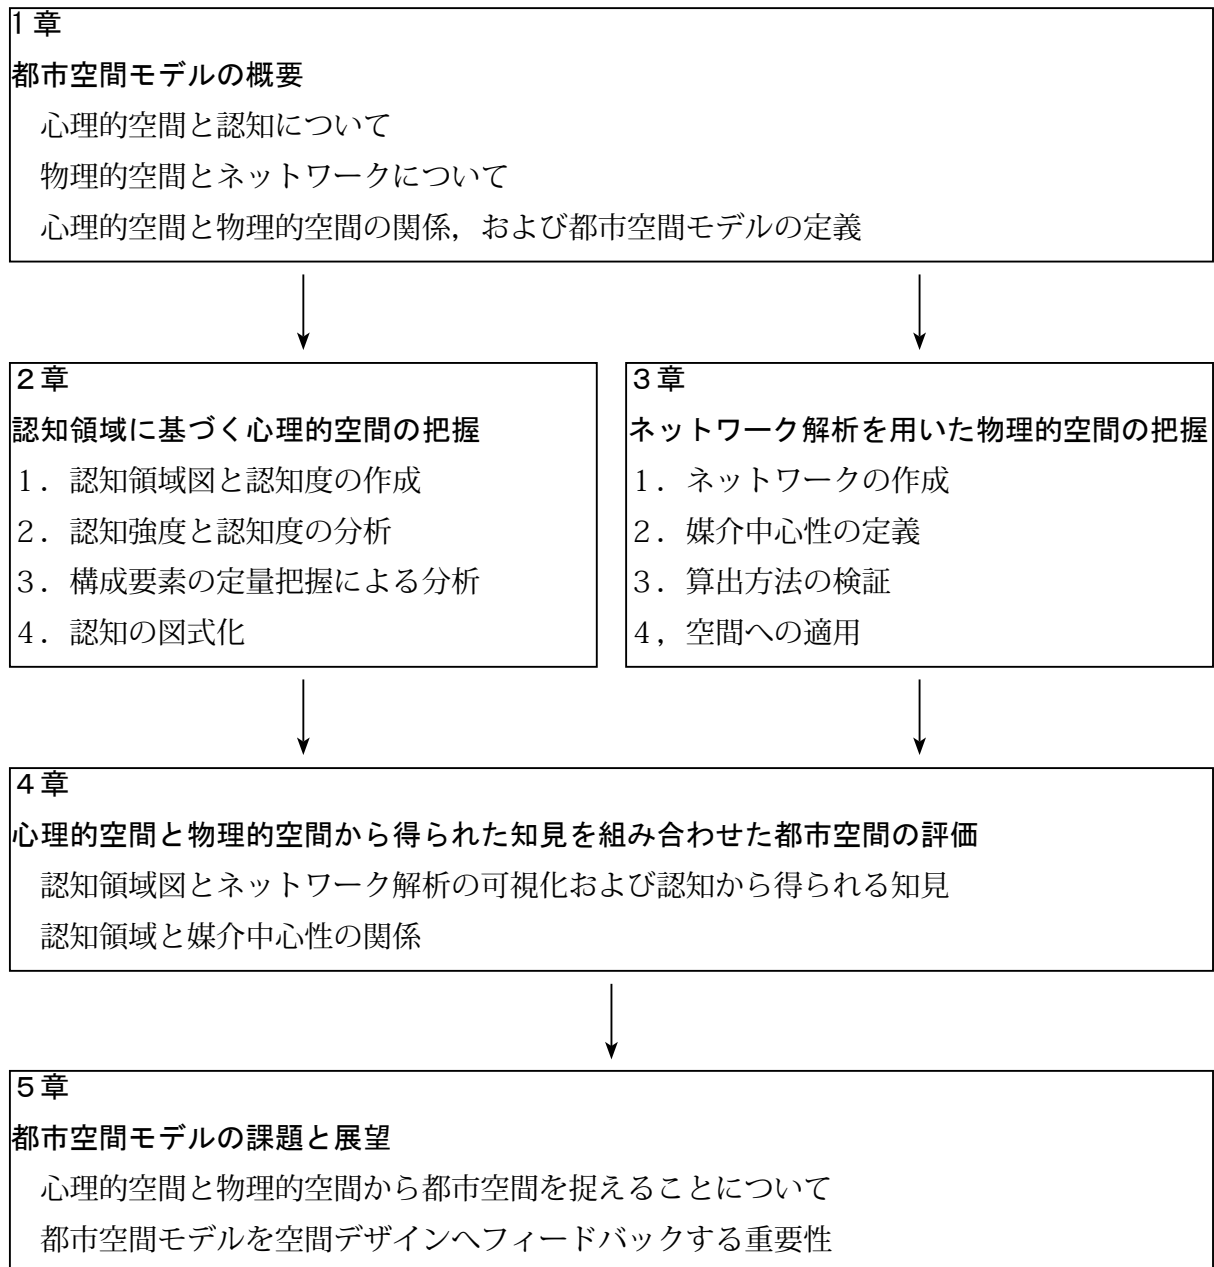 1章
都市空間モデルの概要
心理的空間と認知について
物理的空間とネットワークについて
心理的空間と物理的空間の関係，および都市空間モデルの定義
2章
認知領域に基づく心理的空間の把握
1．認知領域図と認知度の作成
2．認知強度と認知度の分析
3．構成要素の定量把握による分析
4．認知の図式化
3章
ネットワーク解析を用いた物理的空間の把握
1．ネットワークの作成
2．媒介中心性の定義
3．算出方法の検証
4，空間への適用
4章
心理的空間と物理的空間から得られた知見を組み合わせた都市空間の評価
認知領域図とネットワーク解析の可視化および認知から得られる知見
認知領域と媒介中心性の関係
5章
都市空間モデルの課題と展望
心理的空間と物理的空間から都市空間を捉えることについて
都市空間モデルを空間デザインへフィードバックする重要性